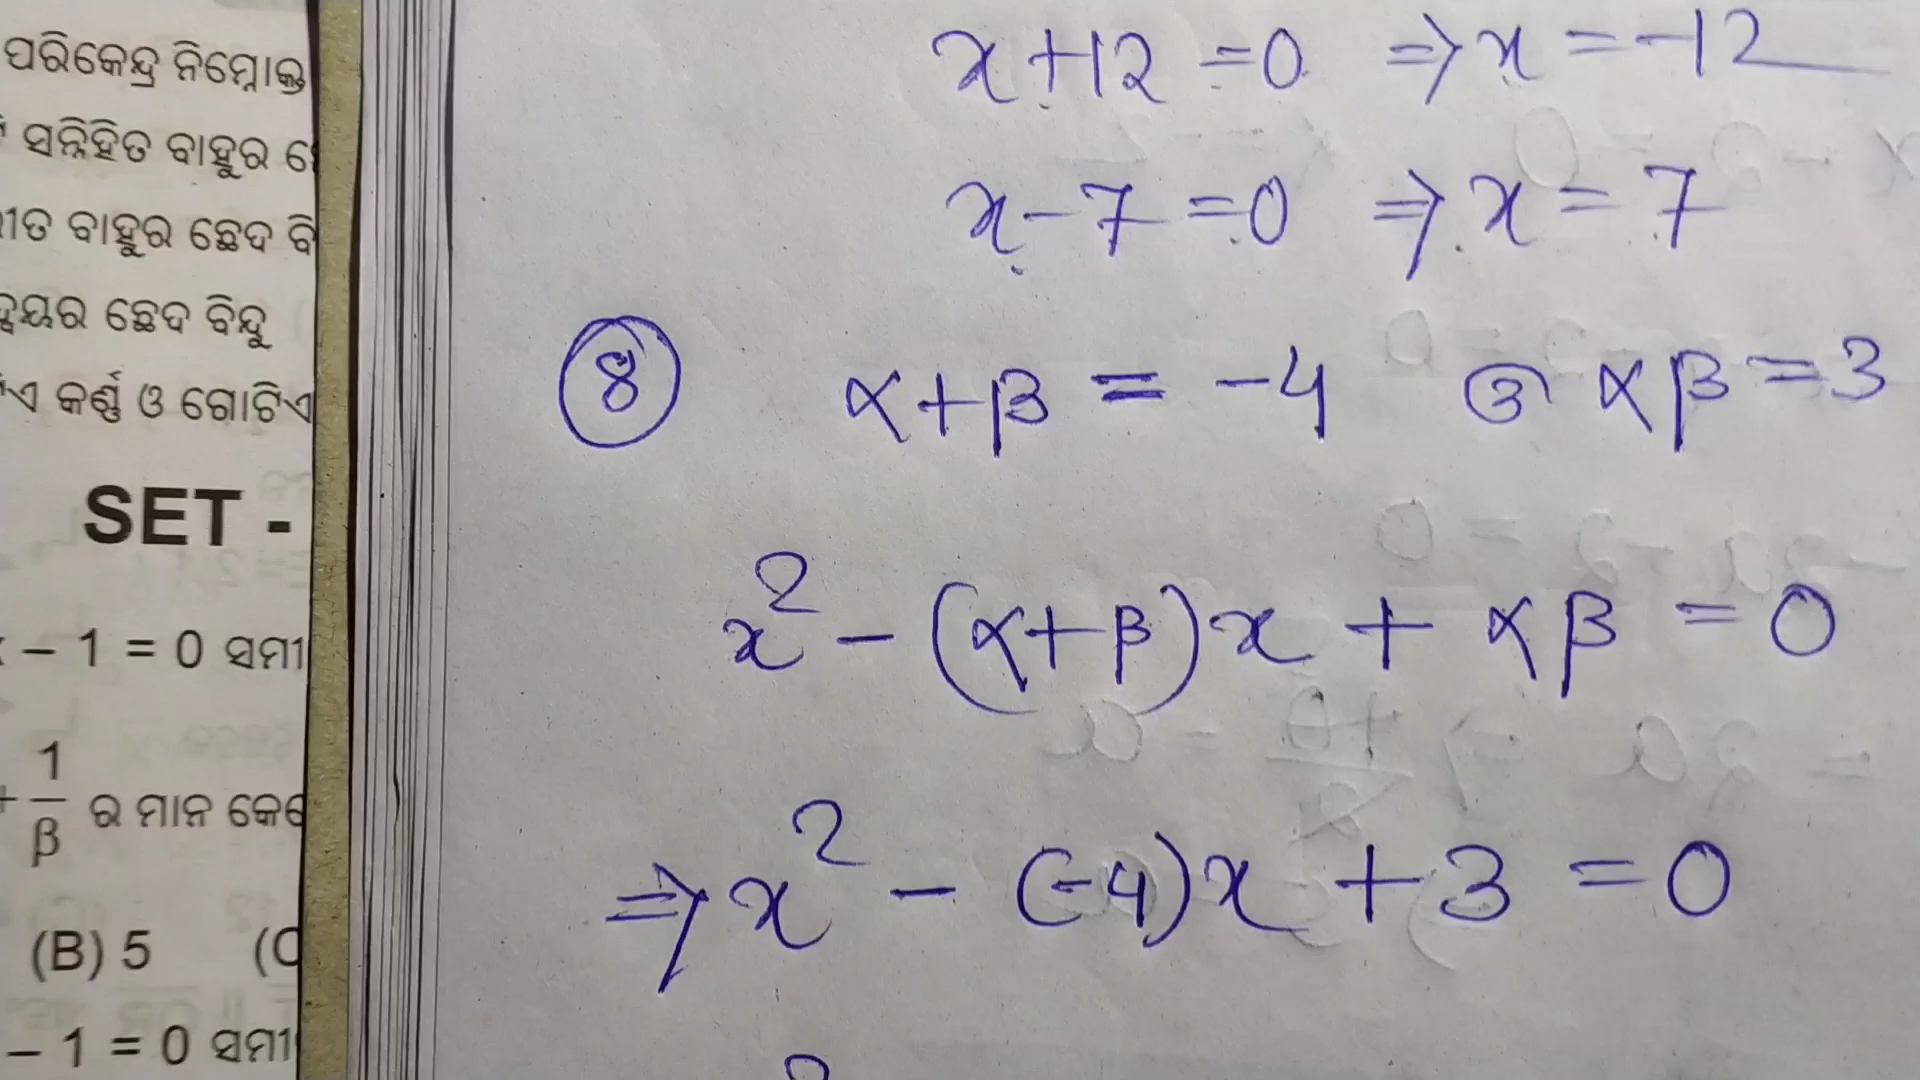 ପରିକେନ୍ଦ୍ର ନିମ୍ନୋକ୍ତ
ସନ୍ନିହିତ ବାହୁର
ବାହୁର ଛେଦ ବି
ଛେଦ ବିନ୍ଦୁ
କର୍ଣ୍ଣ ଓ ଗୋଟିଏ
SET -
– 1 = 0 ସମୀ
+ 1/β ର ମାନ କେତେ
(B) 5 (C
– 1 = 0 ସମୀ
x + 12 = 0 ⇒ x = -12
x - 7 = 0 ⇒ x = 7
8 α + β = -4 ଓ αβ = 3
x² - (α + β)x + αβ = 0
⇒ x² - (-4)x + 3 = 0